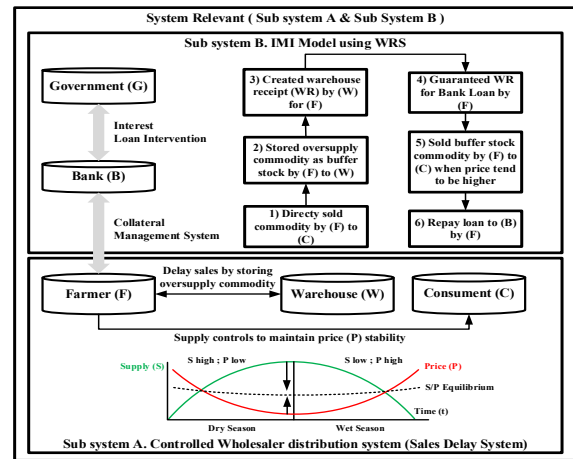 System Relevant ( Sub system A & Sub System B )
Sub system B. IMI Model using WRS
Government (G)
Interest
Loan Intervention
Bank (B)
Collateral
Management System
3) Created warehouse
receipt (WR) by (W)
for (F)
2) Stored oversupply
commodity as buffer
stock by (F) to (W)
1) Directy sold
commodity by (F) to
(C)
4) Guaranteed WR
for Bank Loan by
(F)
5) Sold buffer stock
commodity by (F) to
(C) when price tend
to be higher
6) Repay loan to (B)
by (F)
Farmer (F)
Delay sales by storing
oversupply commodity
Warehouse (W)
Consument (C)
Supply controls to maintain price (P) stability
Supply (S)
S high ; P low
S low ; P high
Price (P)
S/P Equilibrium
Time (t)
Dry Season
Wet Season
Sub system A. Controlled Wholesaler distribution system (Sales Delay System)